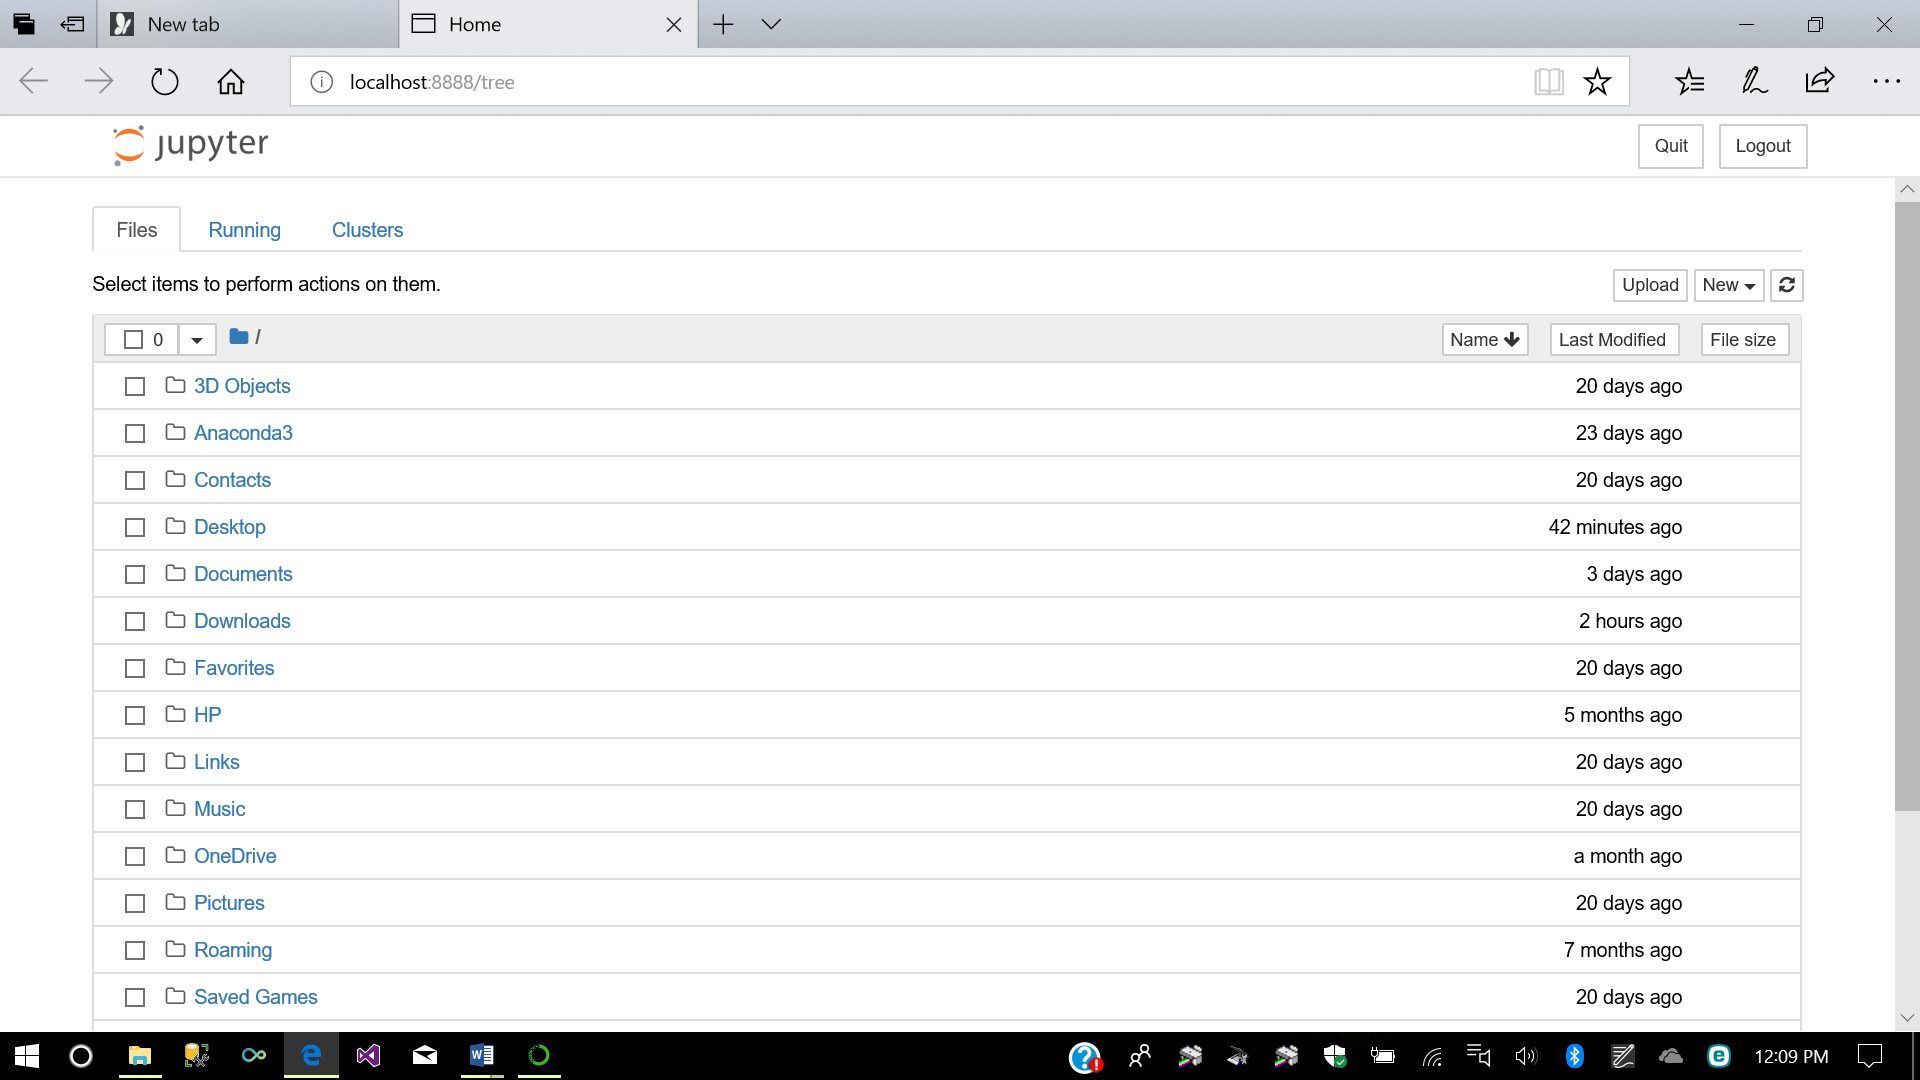 New tab
Home
localhost:8888/tree
jupyter
Quit
Logout
Files
Running
Clusters
Select items to perform actions on them.
Upload
New
0
/
Name
Last Modified
File size
3D Objects
20 days ago
Anaconda3
23 days ago
Contacts
20 days ago
Desktop
42 minutes ago
Documents
3 days ago
Downloads
2 hours ago
Favorites
20 days ago
HP
5 months ago
Links
20 days ago
Music
20 days ago
OneDrive
a month ago
Pictures
20 days ago
Roaming
7 months ago
Saved Games
20 days ago
12:09 PM